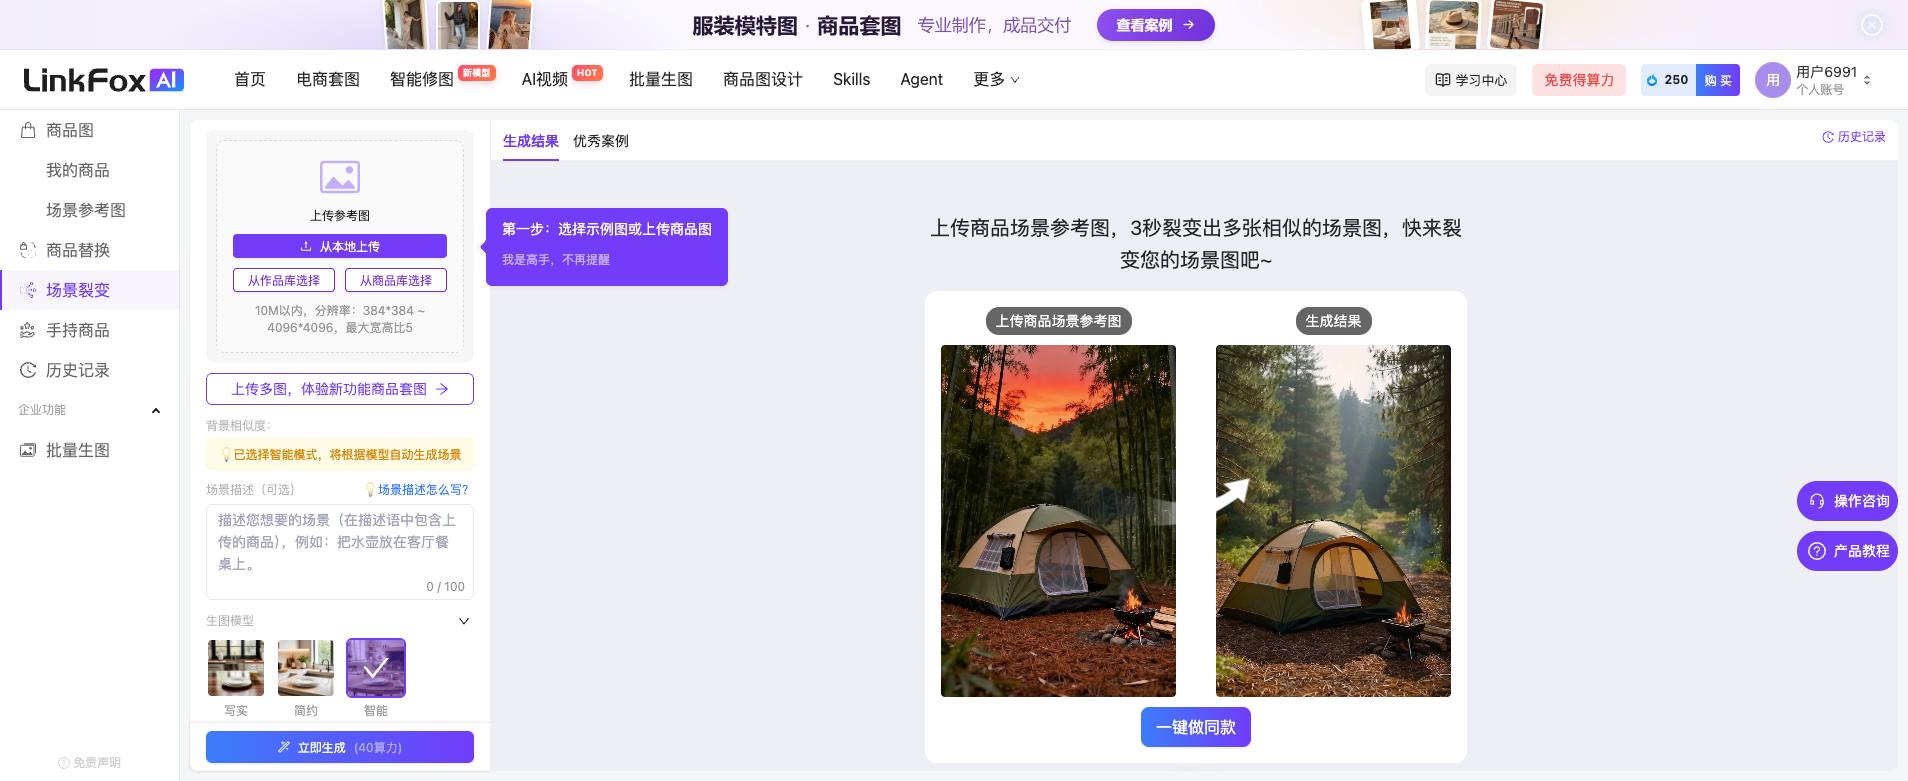 服装模特图 · 商品套图 专业制作，成品交付 查看案例 →
LinkFox AI 首页 电商套图 智能修图 新模型 AI视频 HOT 批量生图 商品图设计 Skills Agent 更多 学习中心 免费得算力 250 购买 用 用户6991
个人账号
商品图
我的商品
场景参考图
商品替换
场景裂变
手持商品
历史记录
企业功能
批量生图
免责声明
上传参考图
从本地上传
从作品库选择 从商品库选择
10M以内，分辨率：384*384 ~
4096*4096，最大宽高比5
上传多图，体验新功能商品套图 →
背景相似度：
已选择智能模式，将根据模型自动生成场景
场景描述（可选） 场景描述怎么写?
描述您想要的场景（在描述语中包含上
传的商品），例如：把水壶放在客厅餐
桌上。
0 / 100
生图模型
写实 简约 智能
立即生成 (40算力)
第一步：选择示例图或上传商品图
我是高手，不再提醒
生成结果 优秀案例 历史记录
上传商品场景参考图，3秒裂变出多张相似的场景图，快来裂
变您的场景图吧~
上传商品场景参考图 生成结果
一键做同款
操作咨询
产品教程